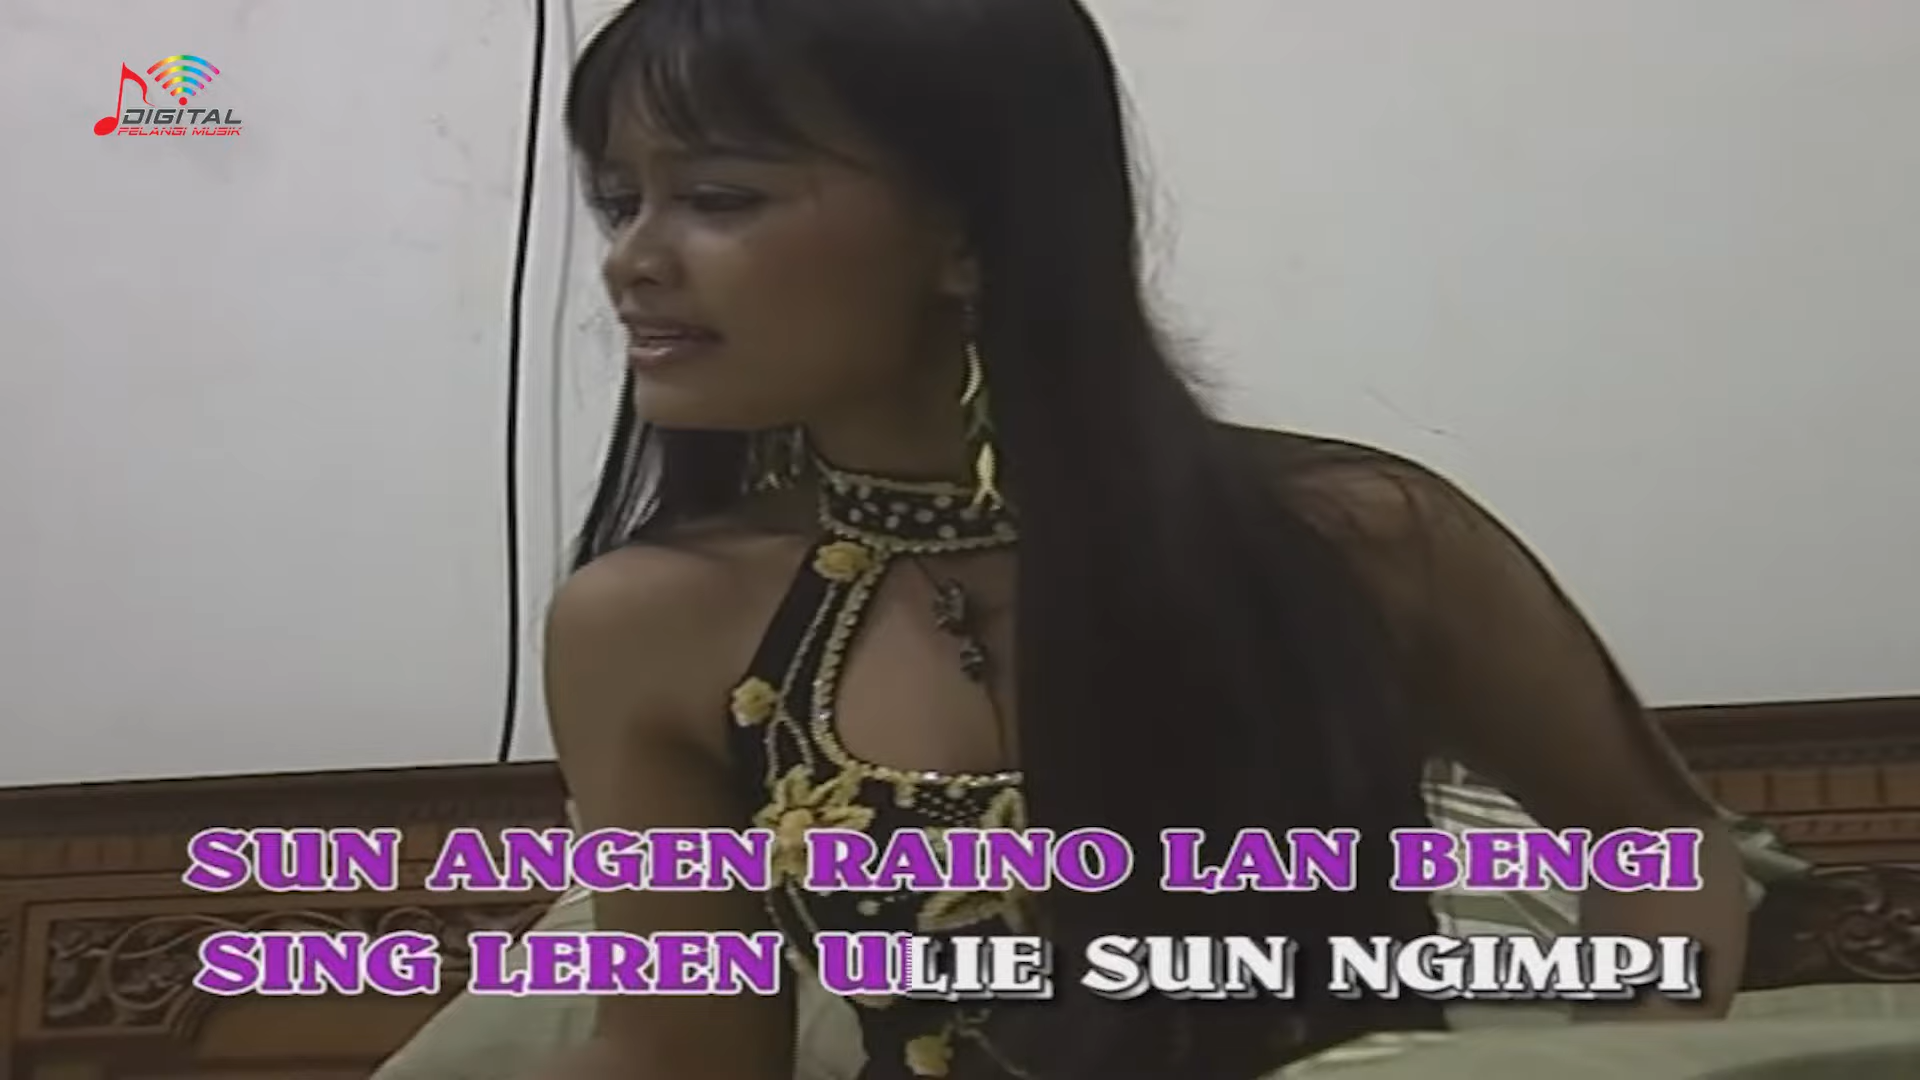 DIGITAL
PELANGI MUSIK
SUN ANGEN RAINO LAN BENGI
SING LEREN ULIE SUN NGIMPI